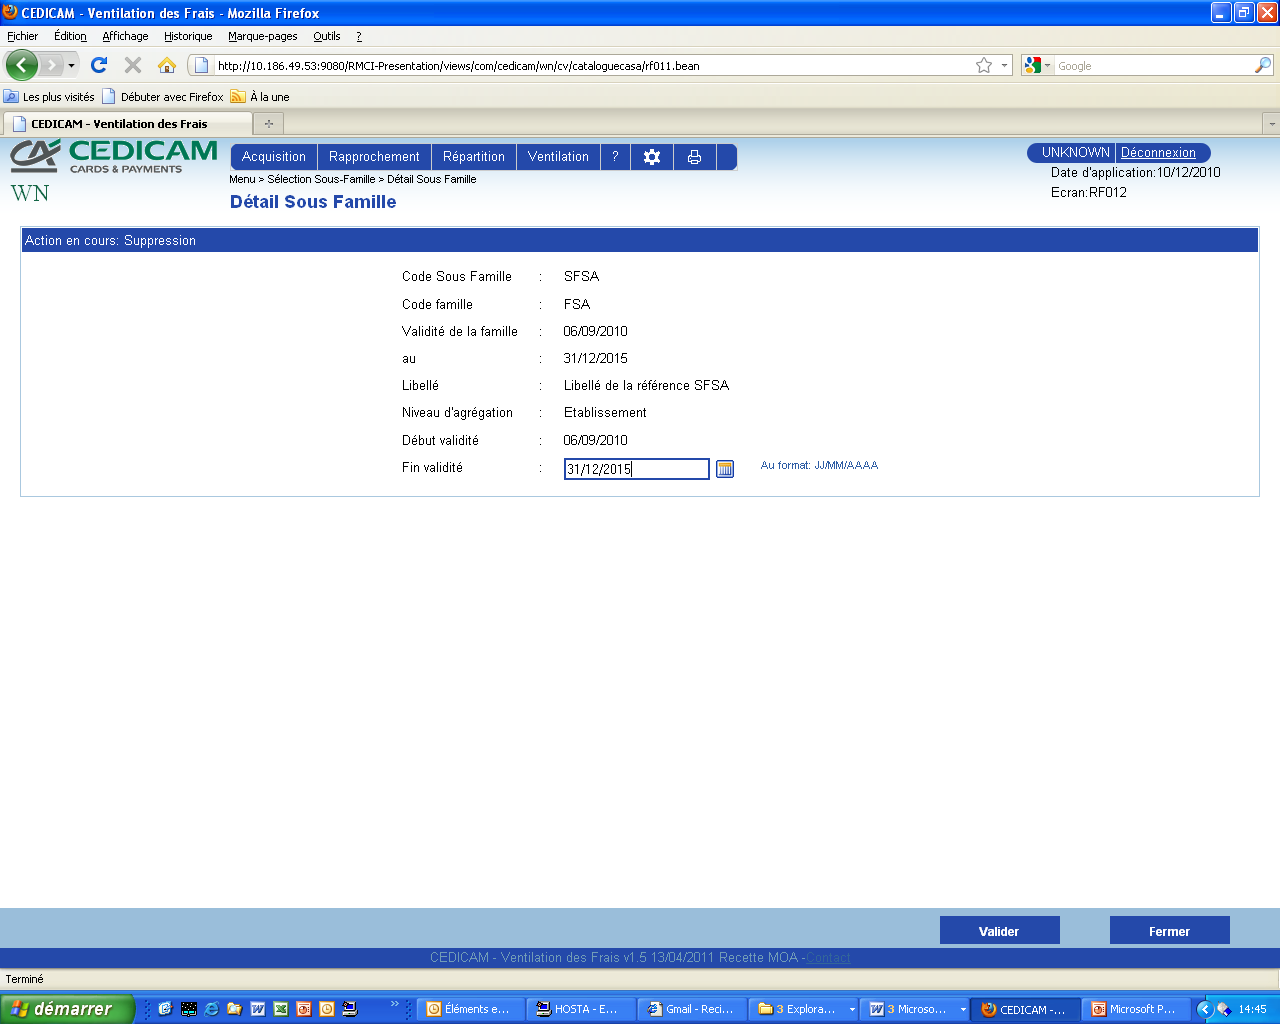 CEDICAM - Ventilation des Frais - Mozilla Firefox
Fichier Édition Affichage Historique Marque-pages Outils ?
http://10.186.49.53:9080/RMCI-Presentation/views/com/cedicam/wn/cv/cataloguecasa/rf011.bean
Google
Les plus visités Débuter avec Firefox À la une
CEDICAM - Ventilation des Frais
CA CEDICAM
CARDS & PAYMENTS
WN
Acquisition Rapprochement Répartition Ventilation ?
UNKNOWN Déconnexion
Menu > Sélection Sous-Famille > Détail Sous Famille
Date d'application:10/12/2010
Ecran:RF012
Détail Sous Famille
Action en cours: Suppression
Code Sous Famille : SFSA
Code famille : FSA
Validité de la famille : 06/09/2010
au : 31/12/2015
Libellé : Libellé de la référence SFSA
Niveau d'agrégation : Etablissement
Début validité : 06/09/2010
Fin validité : 31/12/2015 Au format: JJ/MM/AAAA
Valider Fermer
CEDICAM - Ventilation des Frais v1.5 13/04/2011 Recette MOA -Contact
Terminé
démarrer Éléments e... HOSTA - E... Gmail - Reci... 3 Explora... 3 Microso... CEDICAM -... Microsoft P... 14:45